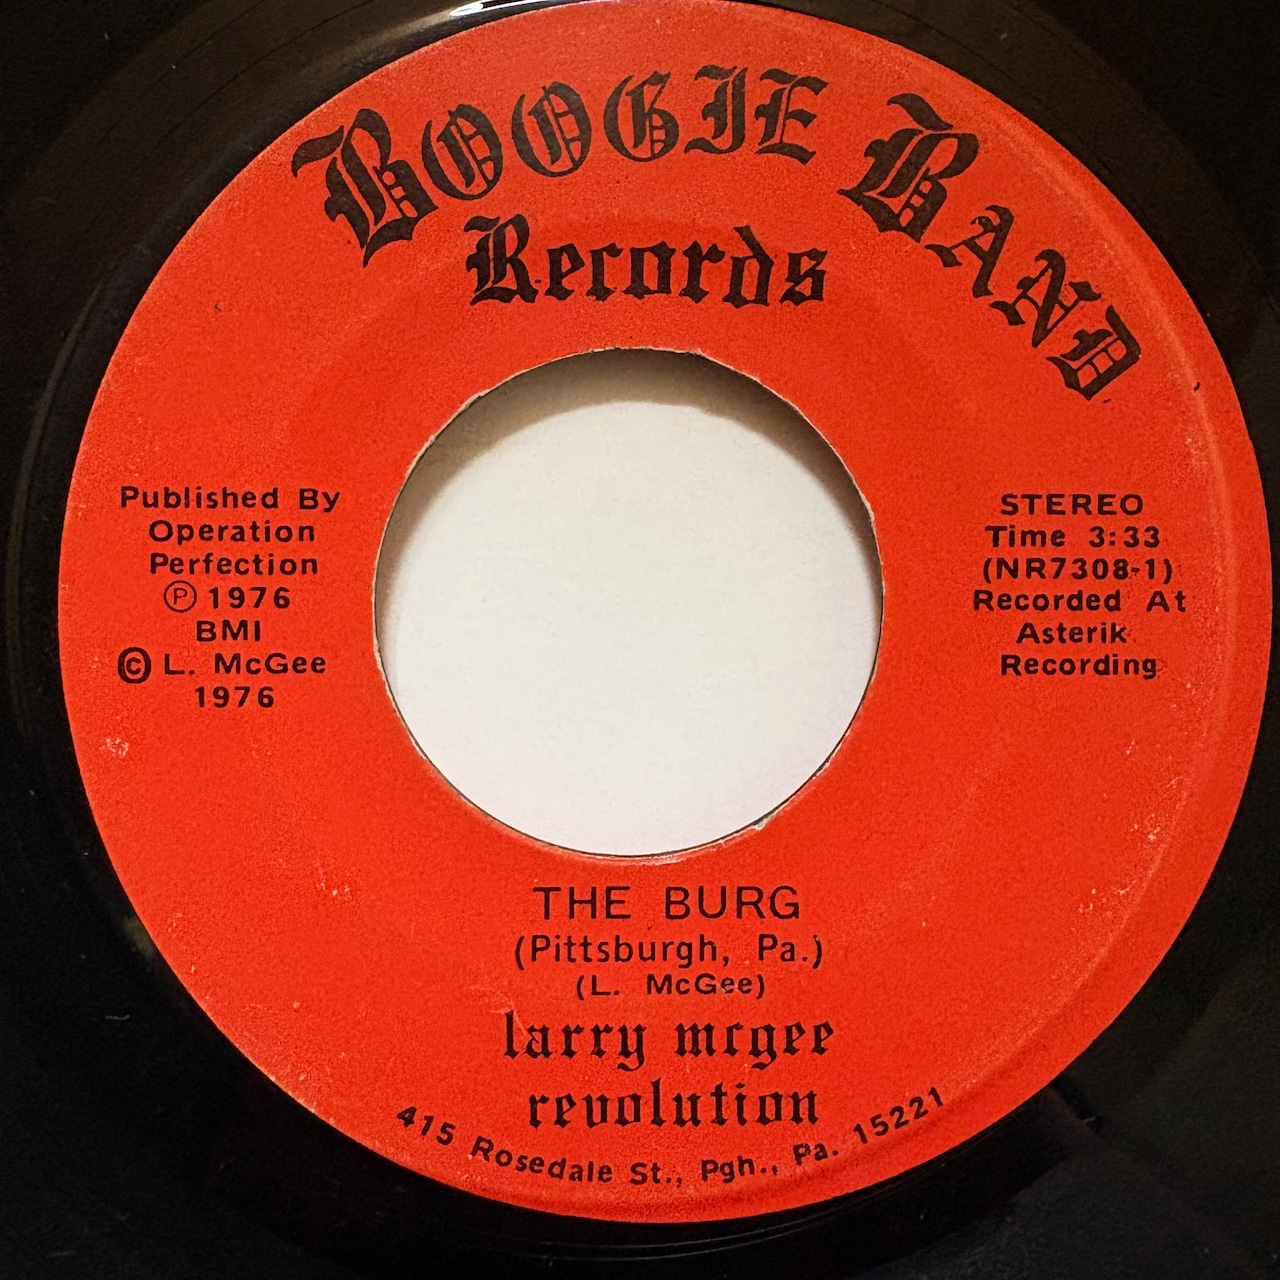 BOOGIE BAND
Records
Published By
Operation
Perfection
Ⓟ 1976
BMI
© L. McGee
1976
STEREO
Time 3:33
(NR7308-1)
Recorded At
Asterik
Recording
THE BURG
(Pittsburgh, Pa.)
(L. McGee)
larry mcgee
revolution
415 Rosedale St., Pgh., Pa. 15221